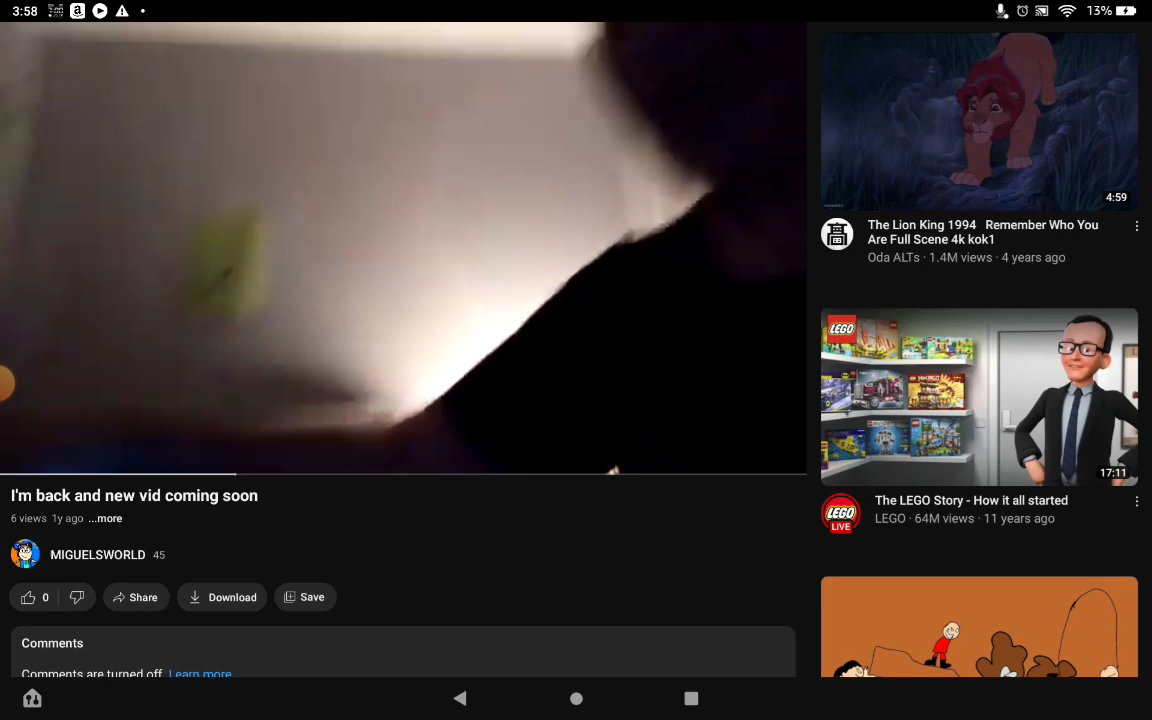 3:58
13%
4:59
The Lion King 1994 Remember Who You
Are Full Scene 4k kok1
Oda ALTs · 1.4M views · 4 years ago
LEGO
17:11
The LEGO Story - How it all started
LEGO · 64M views · 11 years ago
LEGO
LIVE
I'm back and new vid coming soon
6 views 1y ago ...more
MIGUELSWORLD 45
0
Share
Download
Save
Comments
Comments are turned off. Learn more